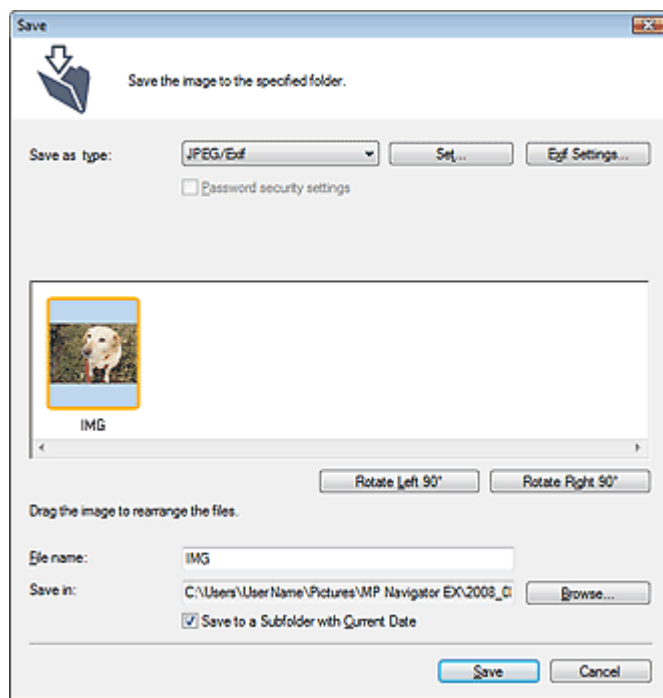 Save
Save the image to the specified folder.
Save as type: JPEG/Exif Set... Exif Settings...
Password security settings
IMG
Rotate Left 90° Rotate Right 90°
Drag the image to rearrange the files.
File name: IMG
Save in: C:\Users\UserName\Pictures\MP Navigator EX\2008_ Browse...
Save to a Subfolder with Current Date
Save Cancel